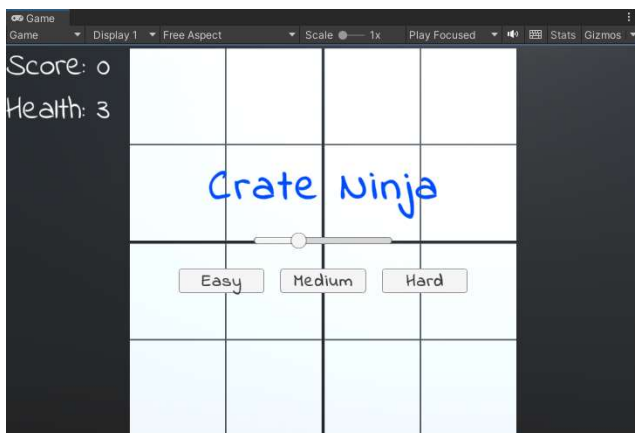 Game
Game Display 1 Free Aspect Scale 1x Play Focused Stats Gizmos
Score: 0
Health: 3
Crate Ninja
Easy Medium Hard